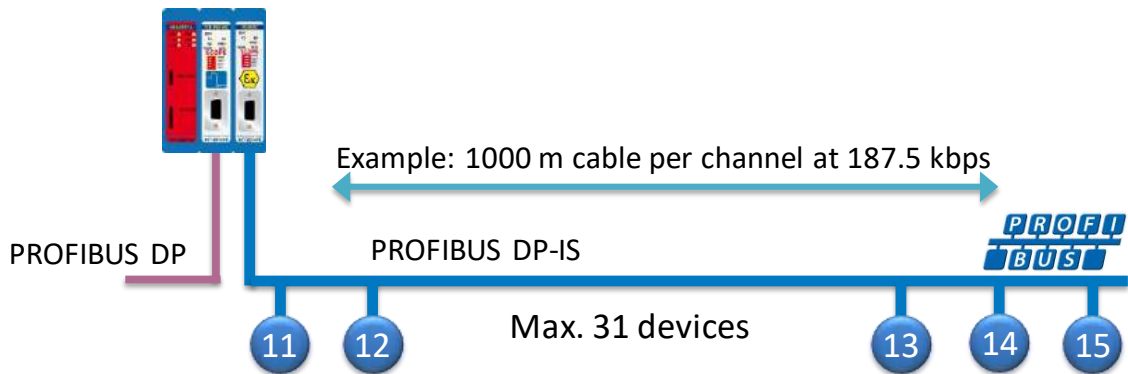 Ex
Example: 1000 m cable per channel at 187.5 kbps
PROFI
BUS
PROFIBUS DP
PROFIBUS DP-IS
Max. 31 devices
11
12
13
14
15